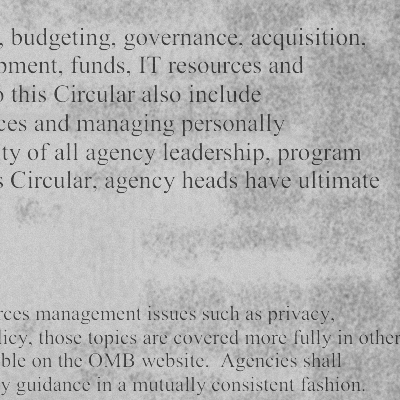 , budgeting, governance, acquisition,
pment, funds, IT resources and
o this Circular also include
ces and managing personally
ty of all agency leadership, program
s Circular, agency heads have ultimate
rces management issues such as privacy,
licy, those topics are covered more fully in other
ble on the OMB website. Agencies shall
y guidance in a mutually consistent fashion.